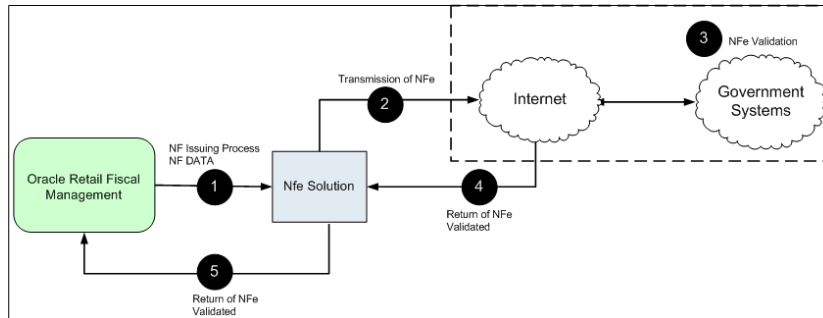 3
NFe Validation
Transmission of NFe
2
Internet
Government
Systems
NF Issuing Process
NF DATA
Oracle Retail Fiscal
Management
1
Nfe Solution
4
Return of NFe
Validated
5
Return of NFe
Validated